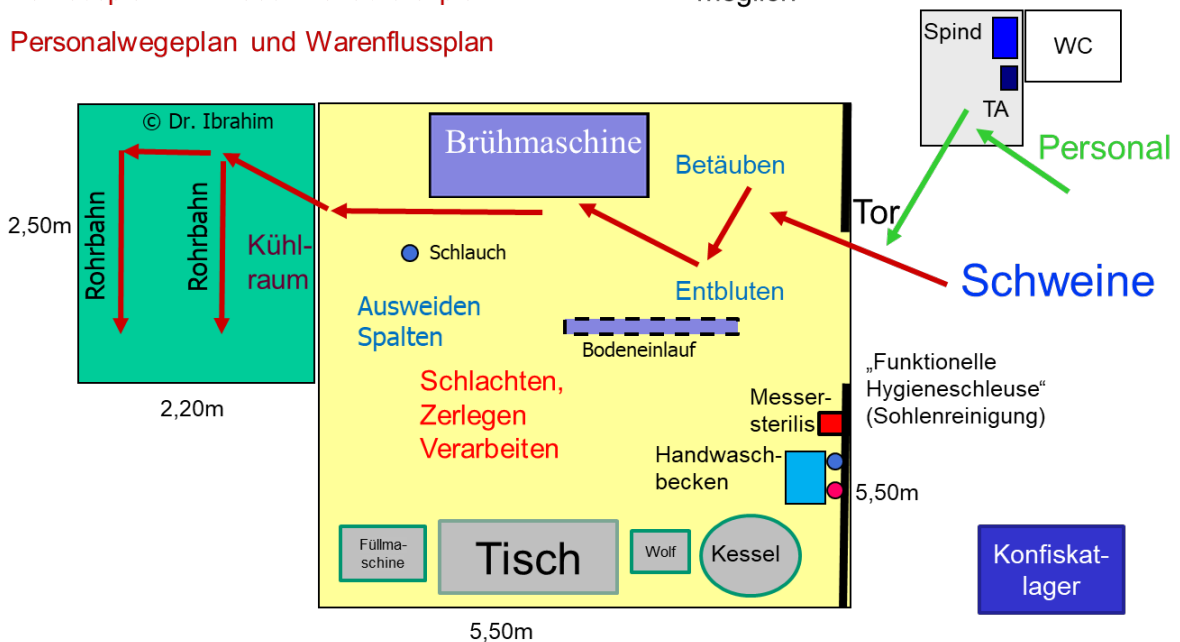 möglich
Personalwegeplan und Warenflussplan
Spind
WC
TA
Personal
© Dr. Ibrahim
Brühmaschine
Betäuben
Tor
2,50m
Rohrbahn
Rohrbahn
Kühl-
raum
Schlauch
Entbluten
Schweine
Ausweiden
Spalten
Bodeneinlauf
„Funktionelle
Hygieneschleuse“
(Sohlenreinigung)
2,20m
Schlachten,
Zerlegen
Verarbeiten
Messer-
sterilis
Handwasch-
becken
5,50m
Füllma-
schine
Tisch
Wolf
Kessel
Konfiskat-
lager
5,50m